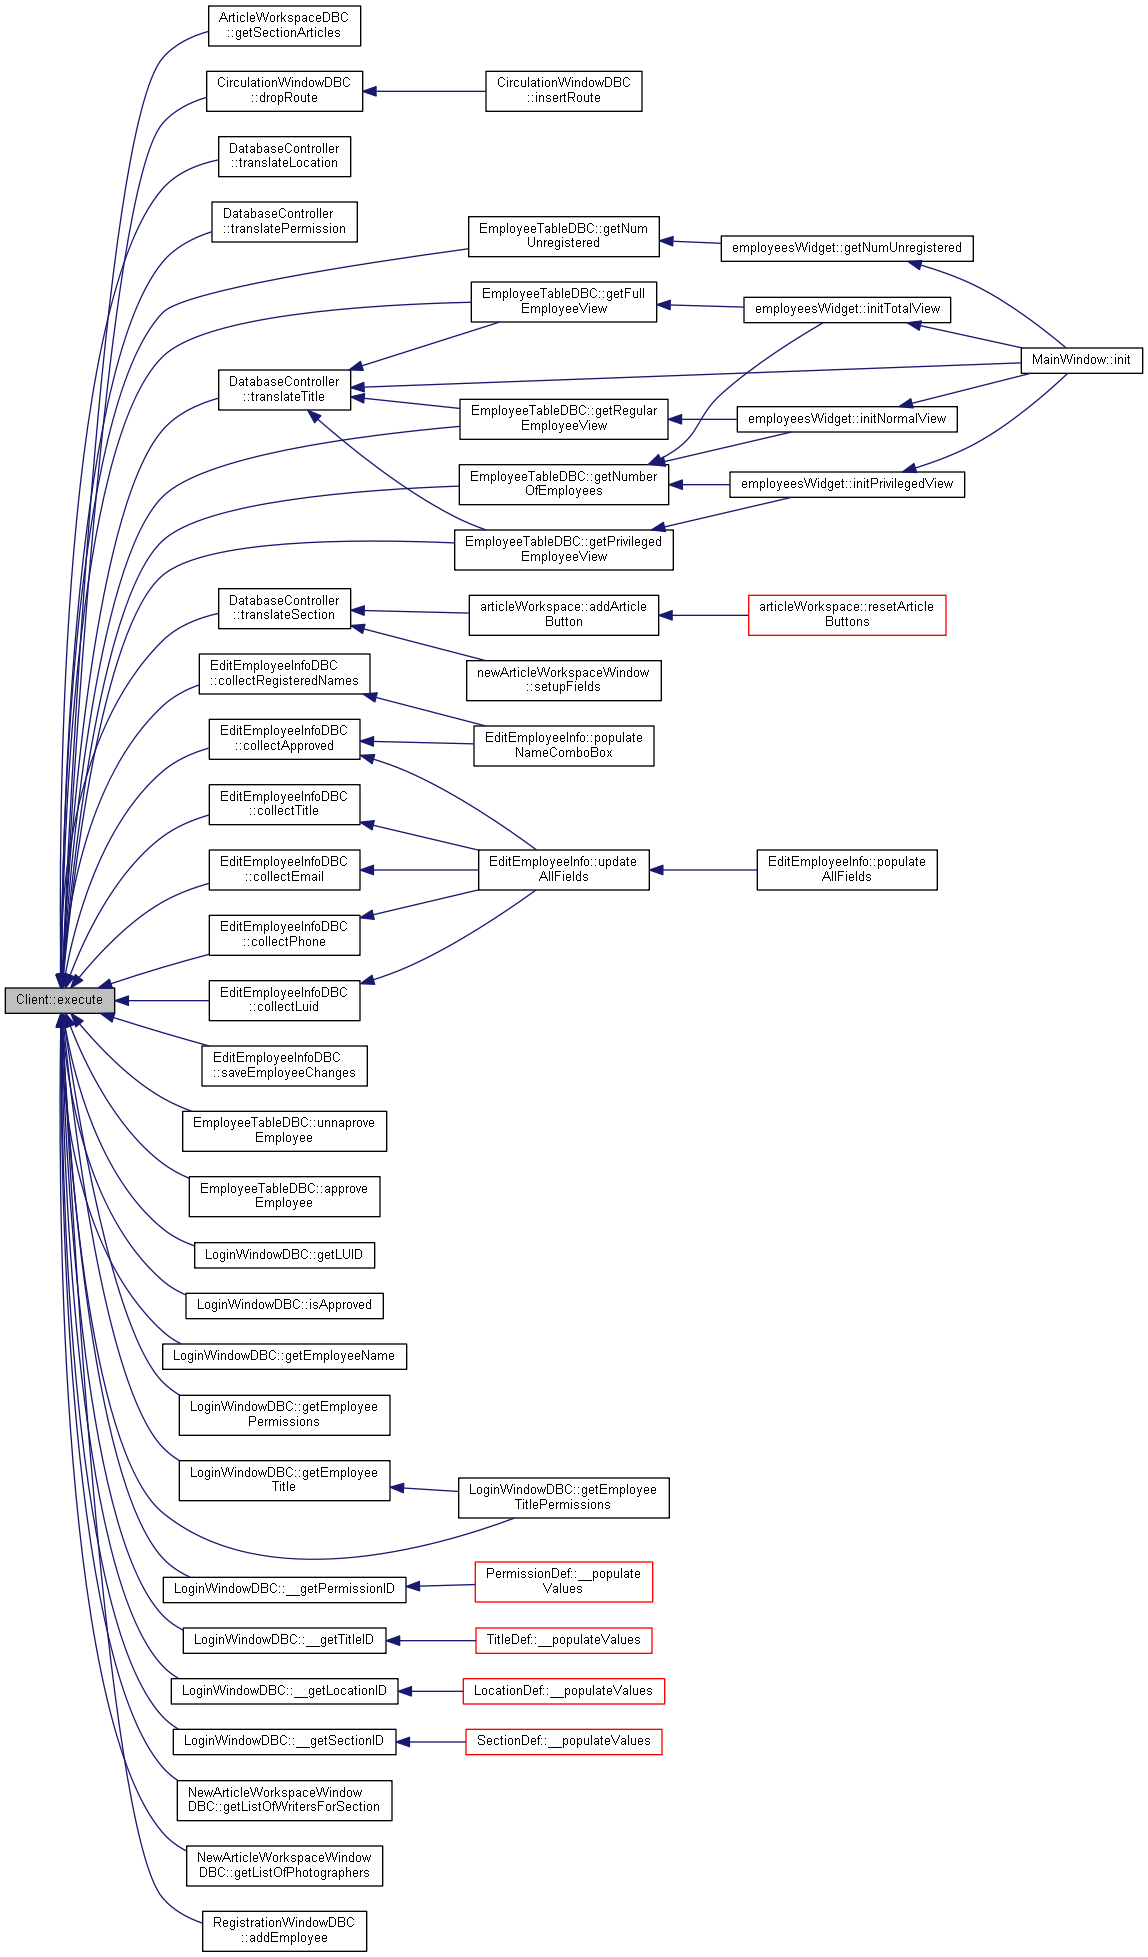 ArticleWorkspaceDBC
::getSectionArticles
CirculationWindowDBC
::dropRoute
CirculationWindowDBC
::insertRoute
DatabaseController
::translateLocation
DatabaseController
::translatePermission
EmployeeTableDBC::getNum
Unregistered
employeesWidget::getNumUnregistered
EmployeeTableDBC::getFull
EmployeeView
employeesWidget::initTotalView
MainWindow::init
DatabaseController
::translateTitle
EmployeeTableDBC::getRegular
EmployeeView
employeesWidget::initNormalView
EmployeeTableDBC::getNumber
OfEmployees
employeesWidget::initPrivilegedView
EmployeeTableDBC::getPrivileged
EmployeeView
DatabaseController
::translateSection
articleWorkspace::addArticle
Button
articleWorkspace::resetArticle
Buttons
EditEmployeeInfoDBC
::collectRegisteredNames
newArticleWorkspaceWindow
::setupFields
EditEmployeeInfoDBC
::collectApproved
EditEmployeeInfo::populate
NameComboBox
EditEmployeeInfoDBC
::collectTitle
EditEmployeeInfoDBC
::collectEmail
EditEmployeeInfo::update
AllFields
EditEmployeeInfo::populate
AllFields
EditEmployeeInfoDBC
::collectPhone
Client::execute
EditEmployeeInfoDBC
::collectLuid
EditEmployeeInfoDBC
::saveEmployeeChanges
EmployeeTableDBC::unnaprove
Employee
EmployeeTableDBC::approve
Employee
LoginWindowDBC::getLUID
LoginWindowDBC::isApproved
LoginWindowDBC::getEmployeeName
LoginWindowDBC::getEmployee
Permissions
LoginWindowDBC::getEmployee
Title
LoginWindowDBC::getEmployee
TitlePermissions
LoginWindowDBC::__getPermissionID
PermissionDef::__populate
Values
LoginWindowDBC::__getTitleID
TitleDef::__populateValues
LoginWindowDBC::__getLocationID
LocationDef::__populateValues
LoginWindowDBC::__getSectionID
SectionDef::__populateValues
NewArticleWorkspaceWindow
DBC::getListOfWritersForSection
NewArticleWorkspaceWindow
DBC::getListOfPhotographers
RegistrationWindowDBC
::addEmployee